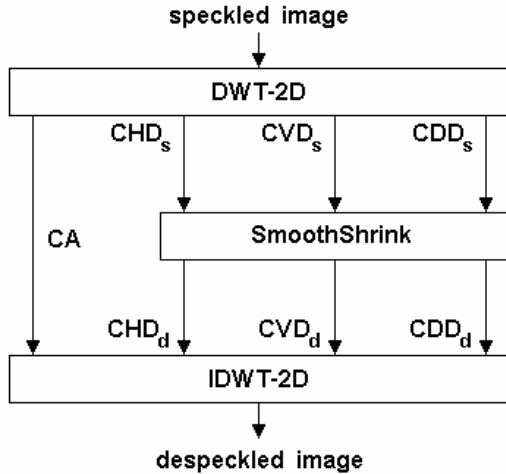 speckled image
DWT-2D
CHDs CVDs CDDs
SmoothShrink
CA
CHDd CVDd CDDd
IDWT-2D
despeckled image